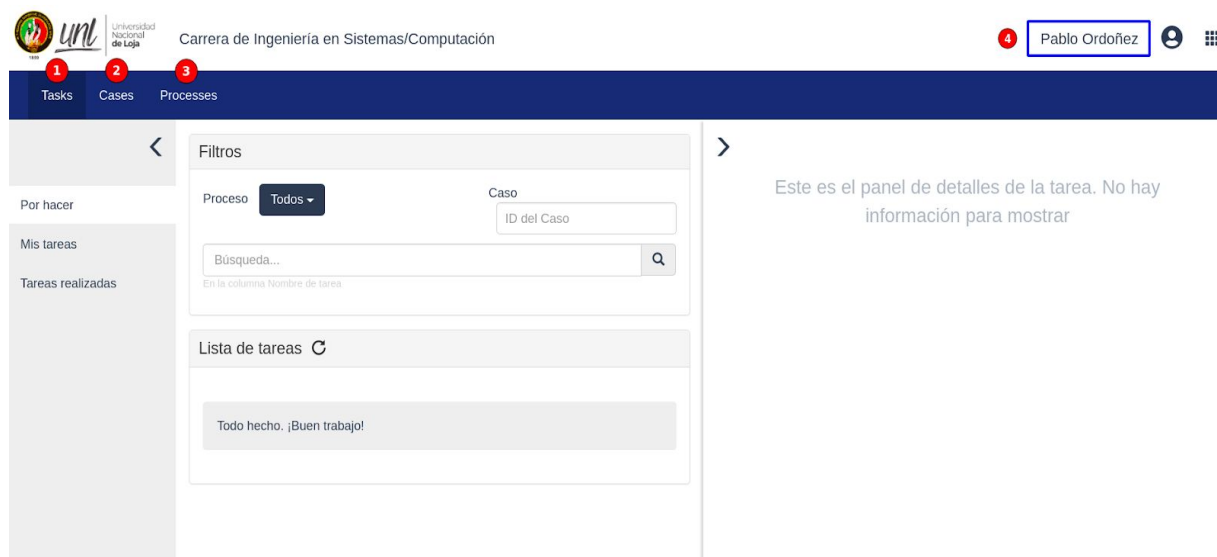 unl
Universidad
Nacional
de Loja
1859
Carrera de Ingeniería en Sistemas/Computación
4
Pablo Ordoñez
1
2
3
Tasks
Cases
Processes
Por hacer
Mis tareas
Tareas realizadas
Filtros
Proceso
Todos
Caso
ID del Caso
Búsqueda...
En la columna Nombre de tarea
Lista de tareas
Todo hecho. ¡Buen trabajo!
Este es el panel de detalles de la tarea. No hay
información para mostrar